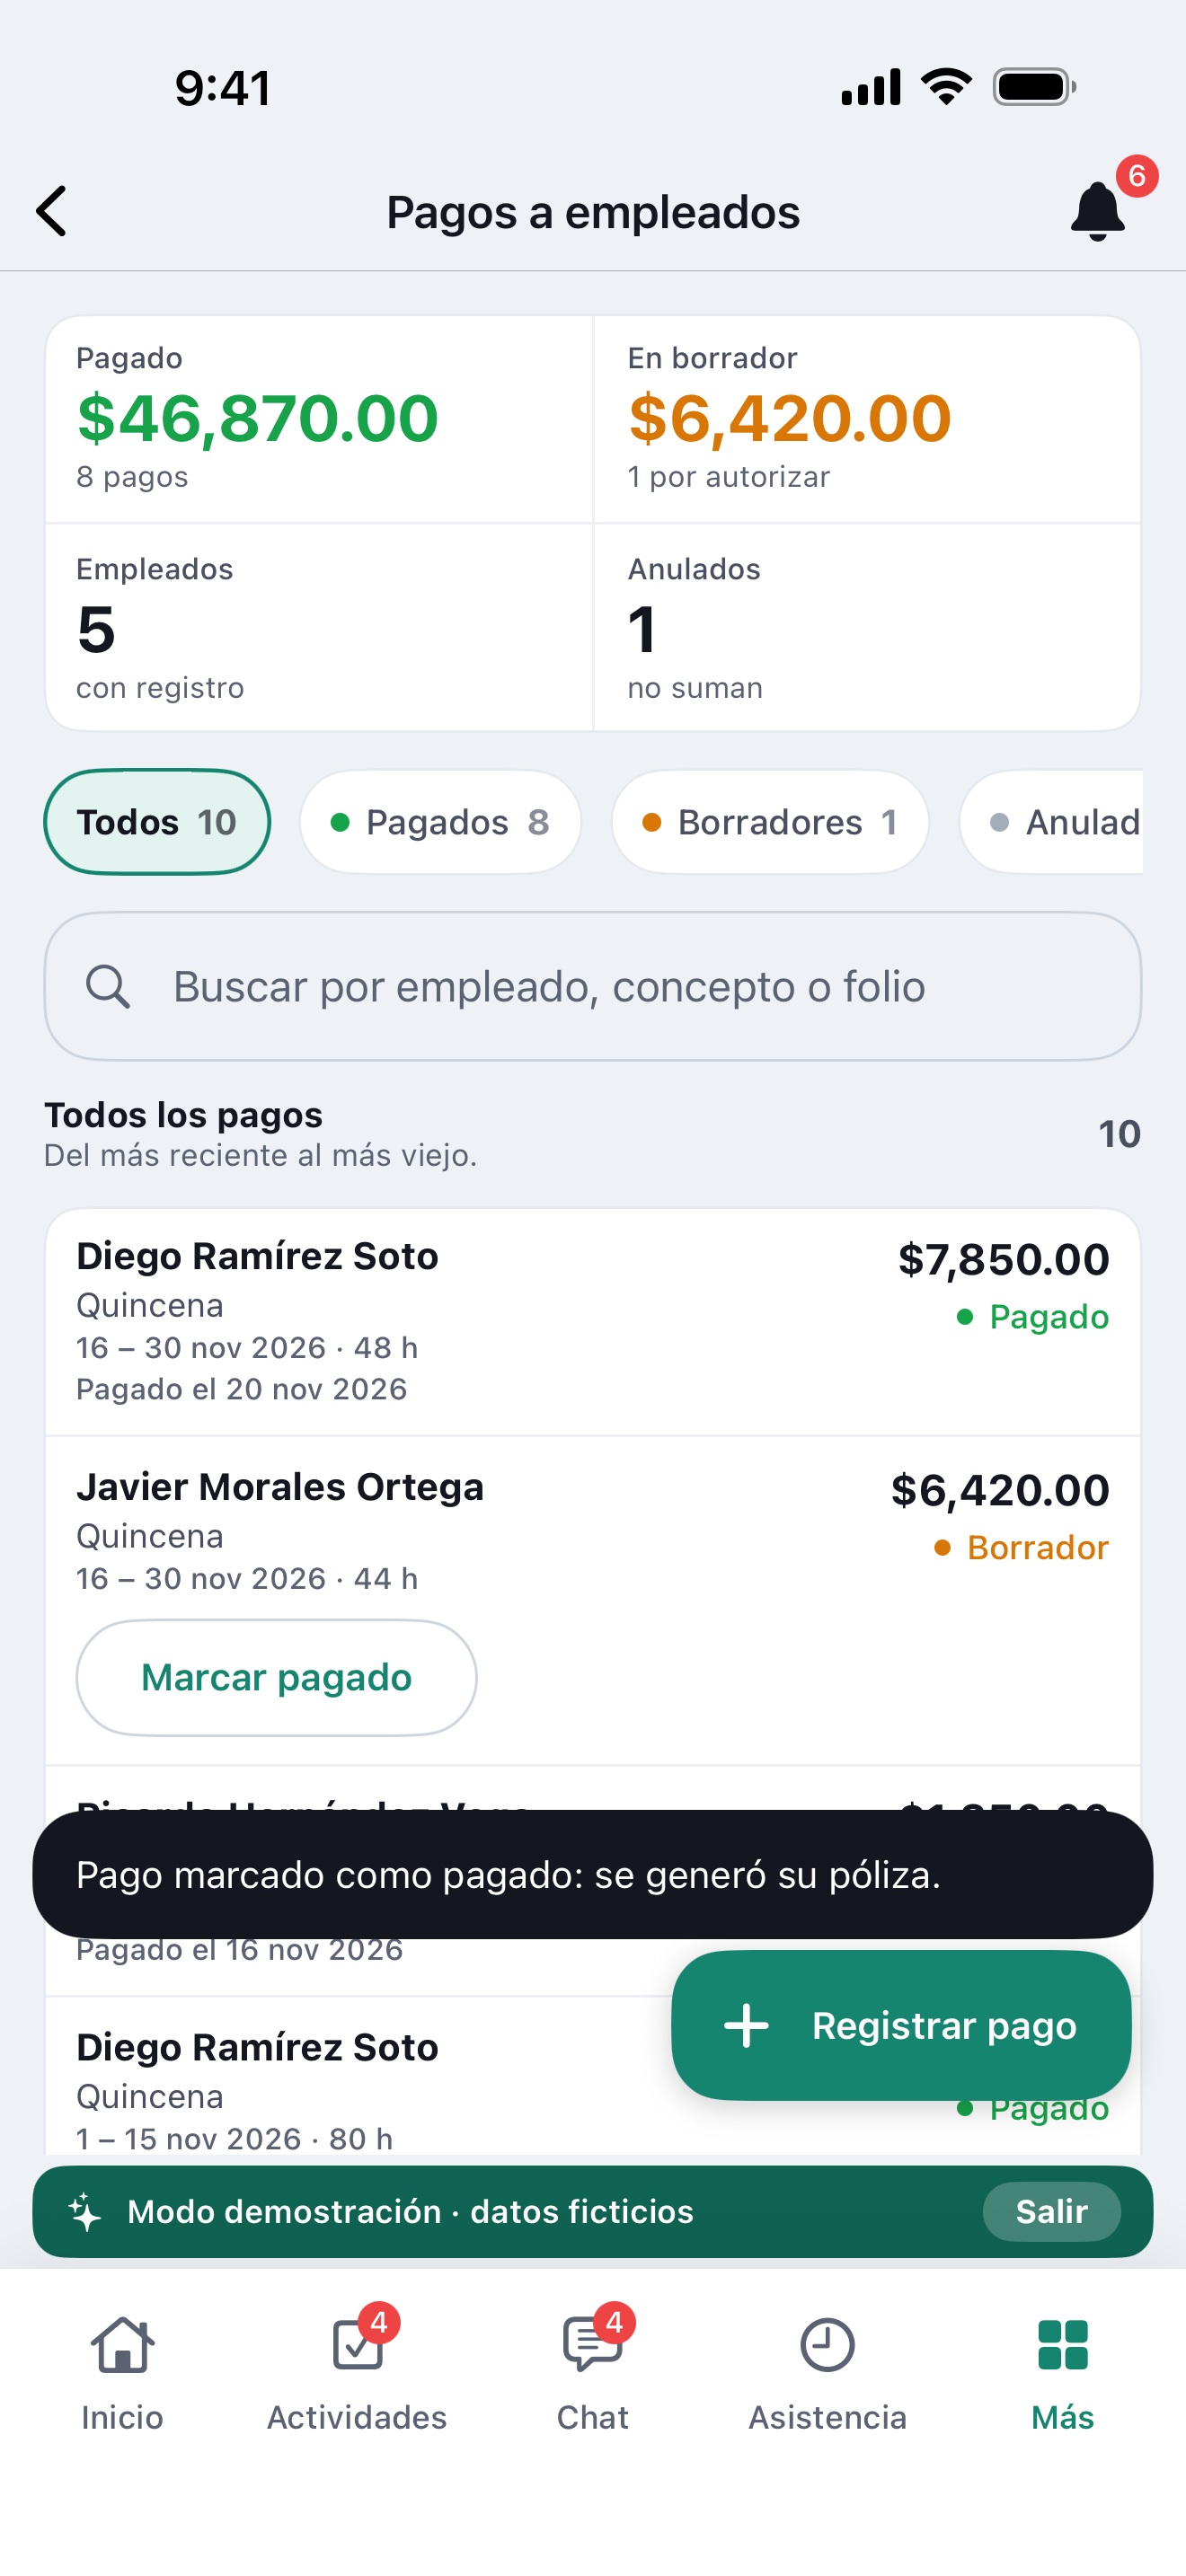 9:41
Pagos a empleados
6
Pagado
$46,870.00
8 pagos
En borrador
$6,420.00
1 por autorizar
Empleados
5
con registro
Anulados
1
no suman
Todos 10
Pagados 8
Borradores 1
Anulad
Buscar por empleado, concepto o folio
Todos los pagos
Del más reciente al más viejo.
10
Diego Ramírez Soto
$7,850.00
Quincena
Pagado
16 – 30 nov 2026 · 48 h
Pagado el 20 nov 2026
Javier Morales Ortega
$6,420.00
Quincena
Borrador
16 – 30 nov 2026 · 44 h
Marcar pagado
Pago marcado como pagado: se generó su póliza.
Pagado el 16 nov 2026
Registrar pago
Diego Ramírez Soto
Quincena
Pagado
1 – 15 nov 2026 · 80 h
Modo demostración · datos ficticios
Salir
4
4
Inicio
Actividades
Chat
Asistencia
Más